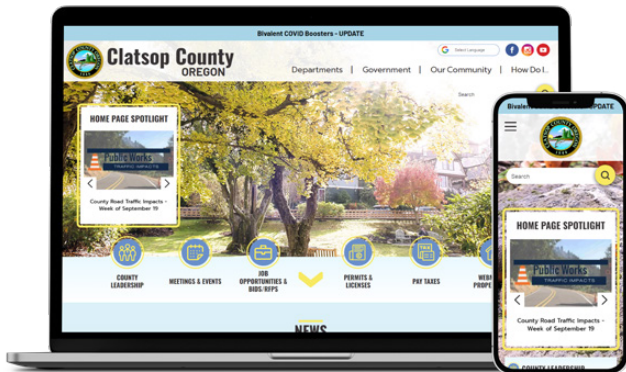 Bivalent COVID Boosters - UPDATE
Clatsop County
OREGON
Select Language
Departments | Government | Our Community | How Do I...
Search
HOME PAGE SPOTLIGHT
Public Works
TRAFFIC IMPACTS
County Road Traffic Impacts -
Week of September 19
COUNTY
LEADERSHIP
MEETINGS & EVENTS
JOB
OPPORTUNITIES &
BIDS/RFPS
PERMITS &
LICENSES
TAX
PAY TAXES
NEWS
UPDATE
Search
HOME PAGE SPOTLIGHT
Public Works
TRAFFIC IMPACTS
County Road Traffic Impacts -
Week of September 19
COUNTY LEADERSHIP